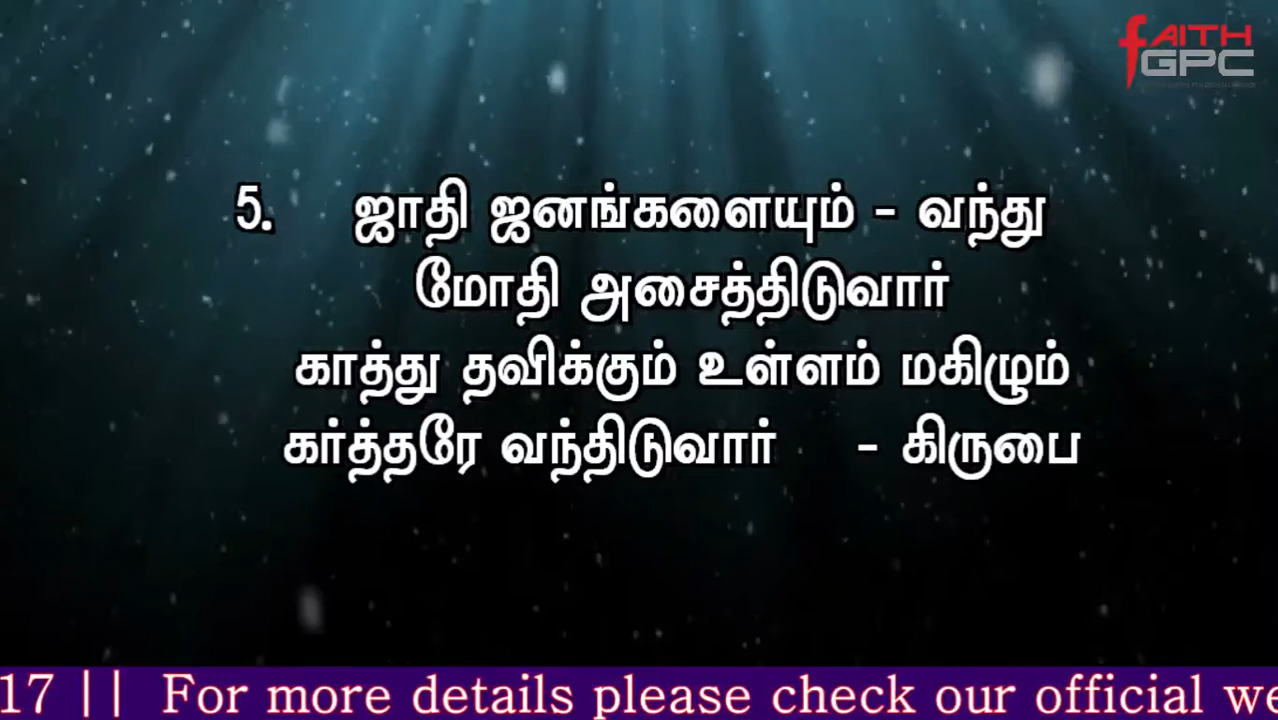 fAITH
GPC
5. ஜாதி ஜனங்களையும் - வந்து
மோதி அசைத்திடுவார்
காத்து தவிக்கும் உள்ளம் மகிழும்
கர்த்தரே வந்திடுவார் - கிருபை
17 || For more details please check our official we